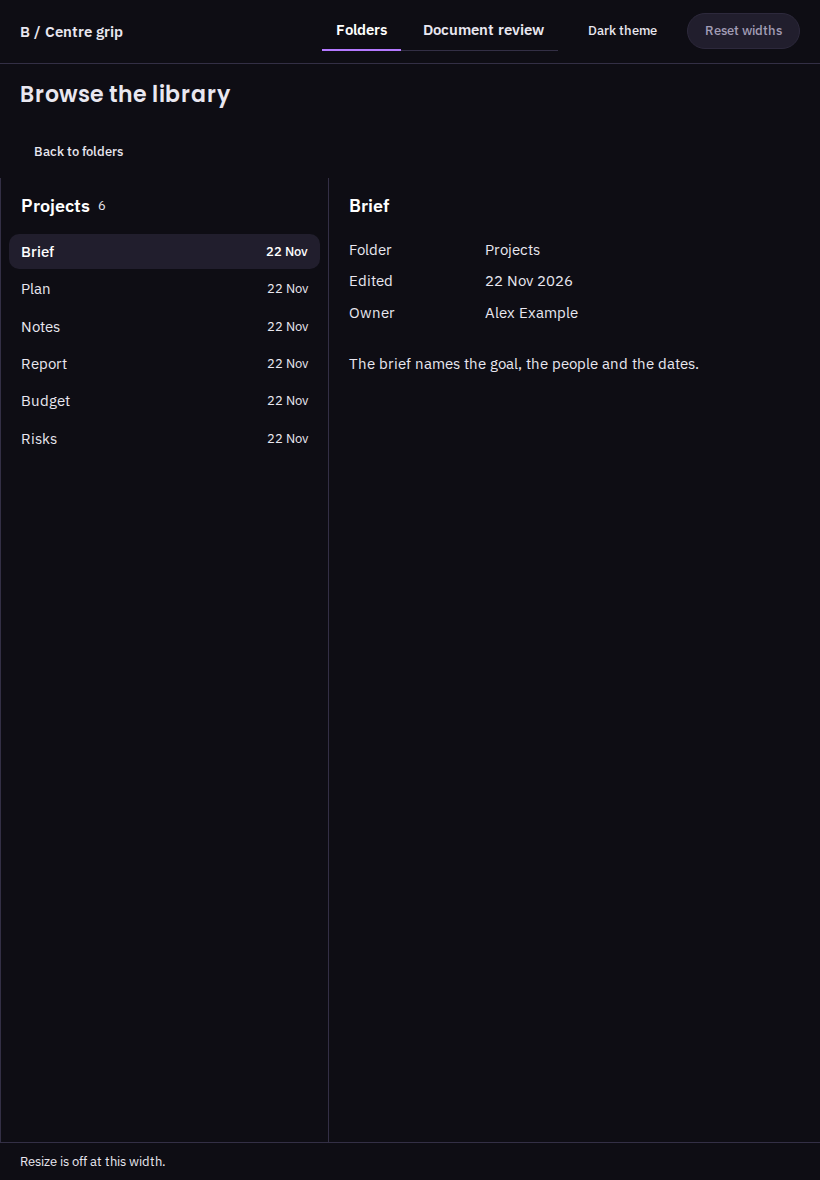 B / Centre grip
Folders
Document review
Dark theme
Reset widths
Browse the library
Back to folders
Projects 6
Brief 22 Nov
Plan 22 Nov
Notes 22 Nov
Report 22 Nov
Budget 22 Nov
Risks 22 Nov
Brief
Folder Projects
Edited 22 Nov 2026
Owner Alex Example
The brief names the goal, the people and the dates.
Resize is off at this width.